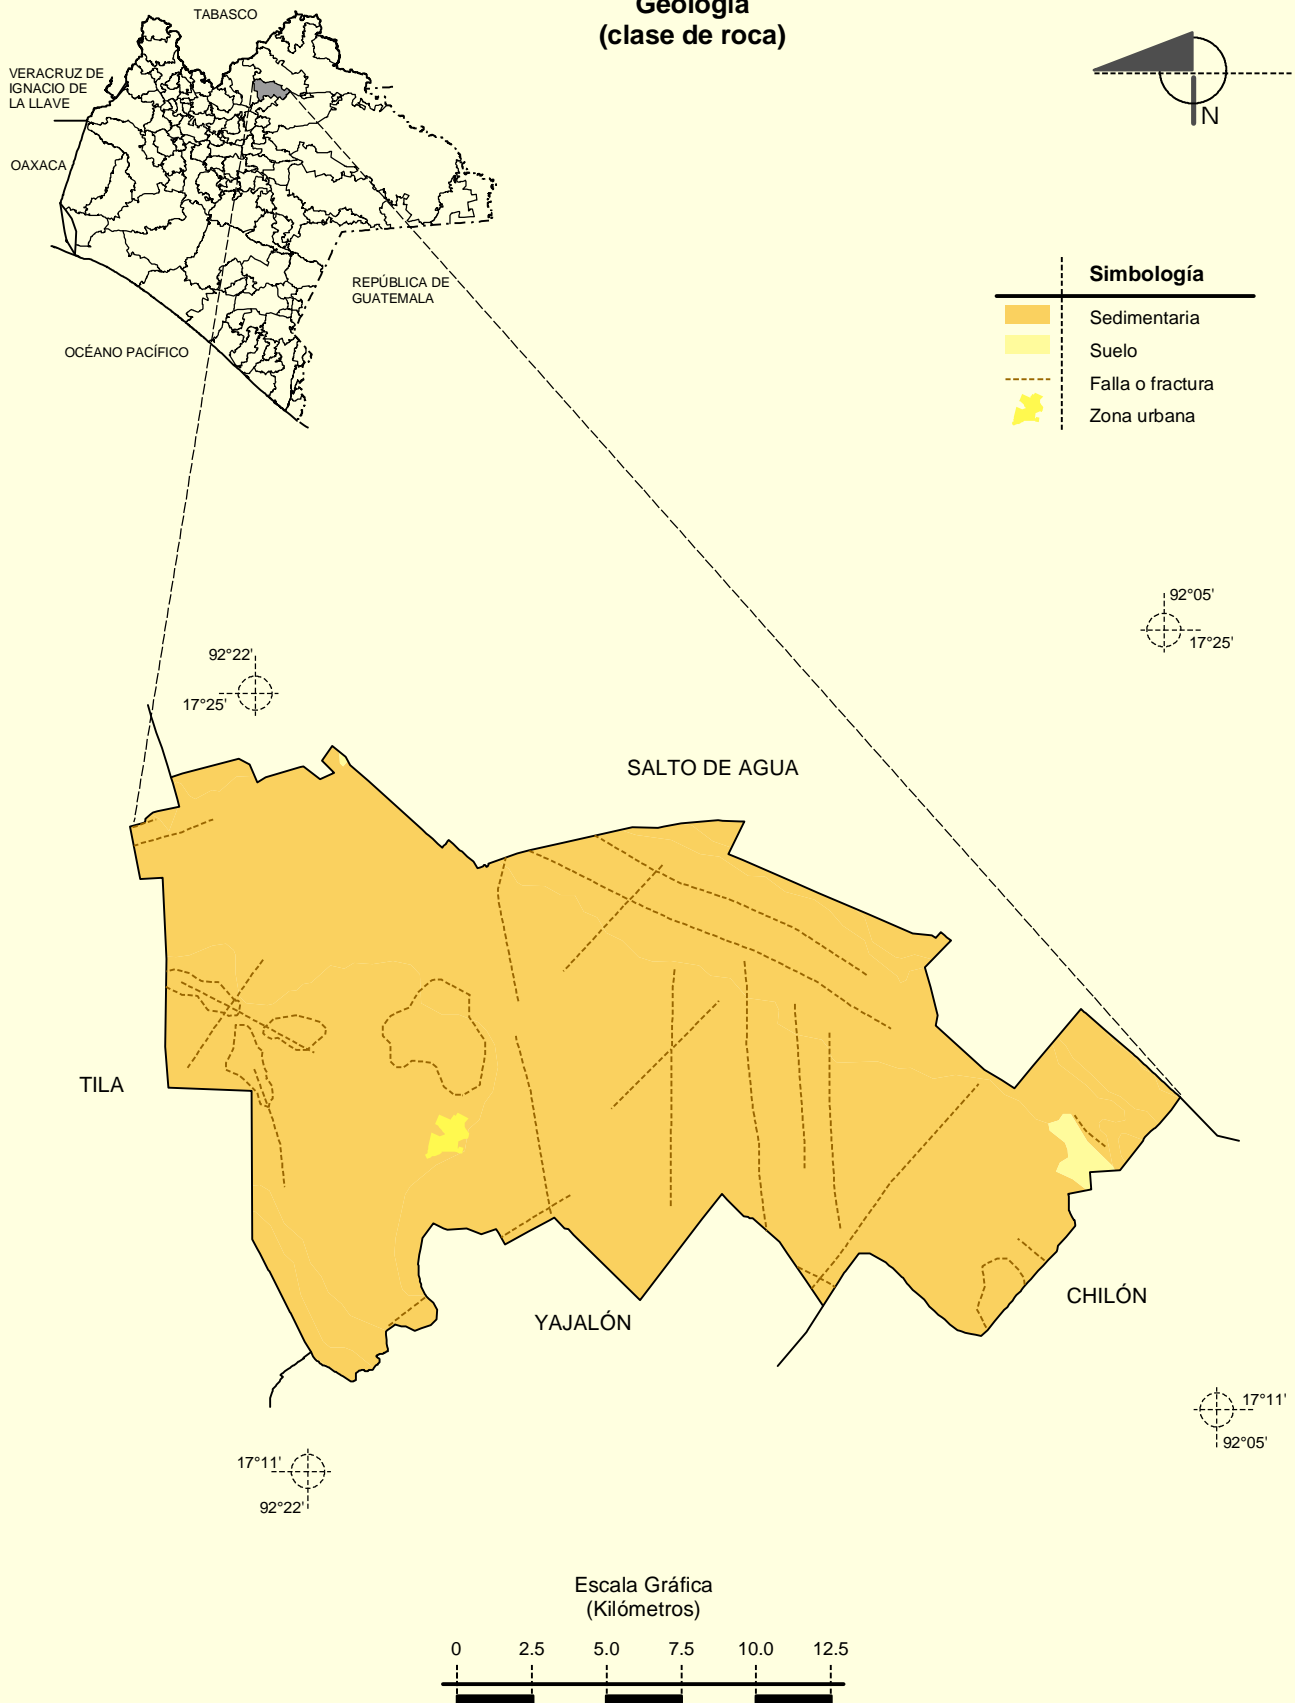 Geología
(clase de roca)
TABASCO
VERACRUZ DE
IGNACIO DE
LA LLAVE
OAXACA
REPÚBLICA DE
GUATEMALA
OCÉANO PACÍFICO
N
Simbología
Sedimentaria
Suelo
Falla o fractura
Zona urbana
92°05'
17°25'
92°22'
17°25'
SALTO DE AGUA
TILA
YAJALÓN
CHILÓN
17°11'
92°05'
17°11'
92°22'
Escala Gráfica
(Kilómetros)
0 2.5 5.0 7.5 10.0 12.5